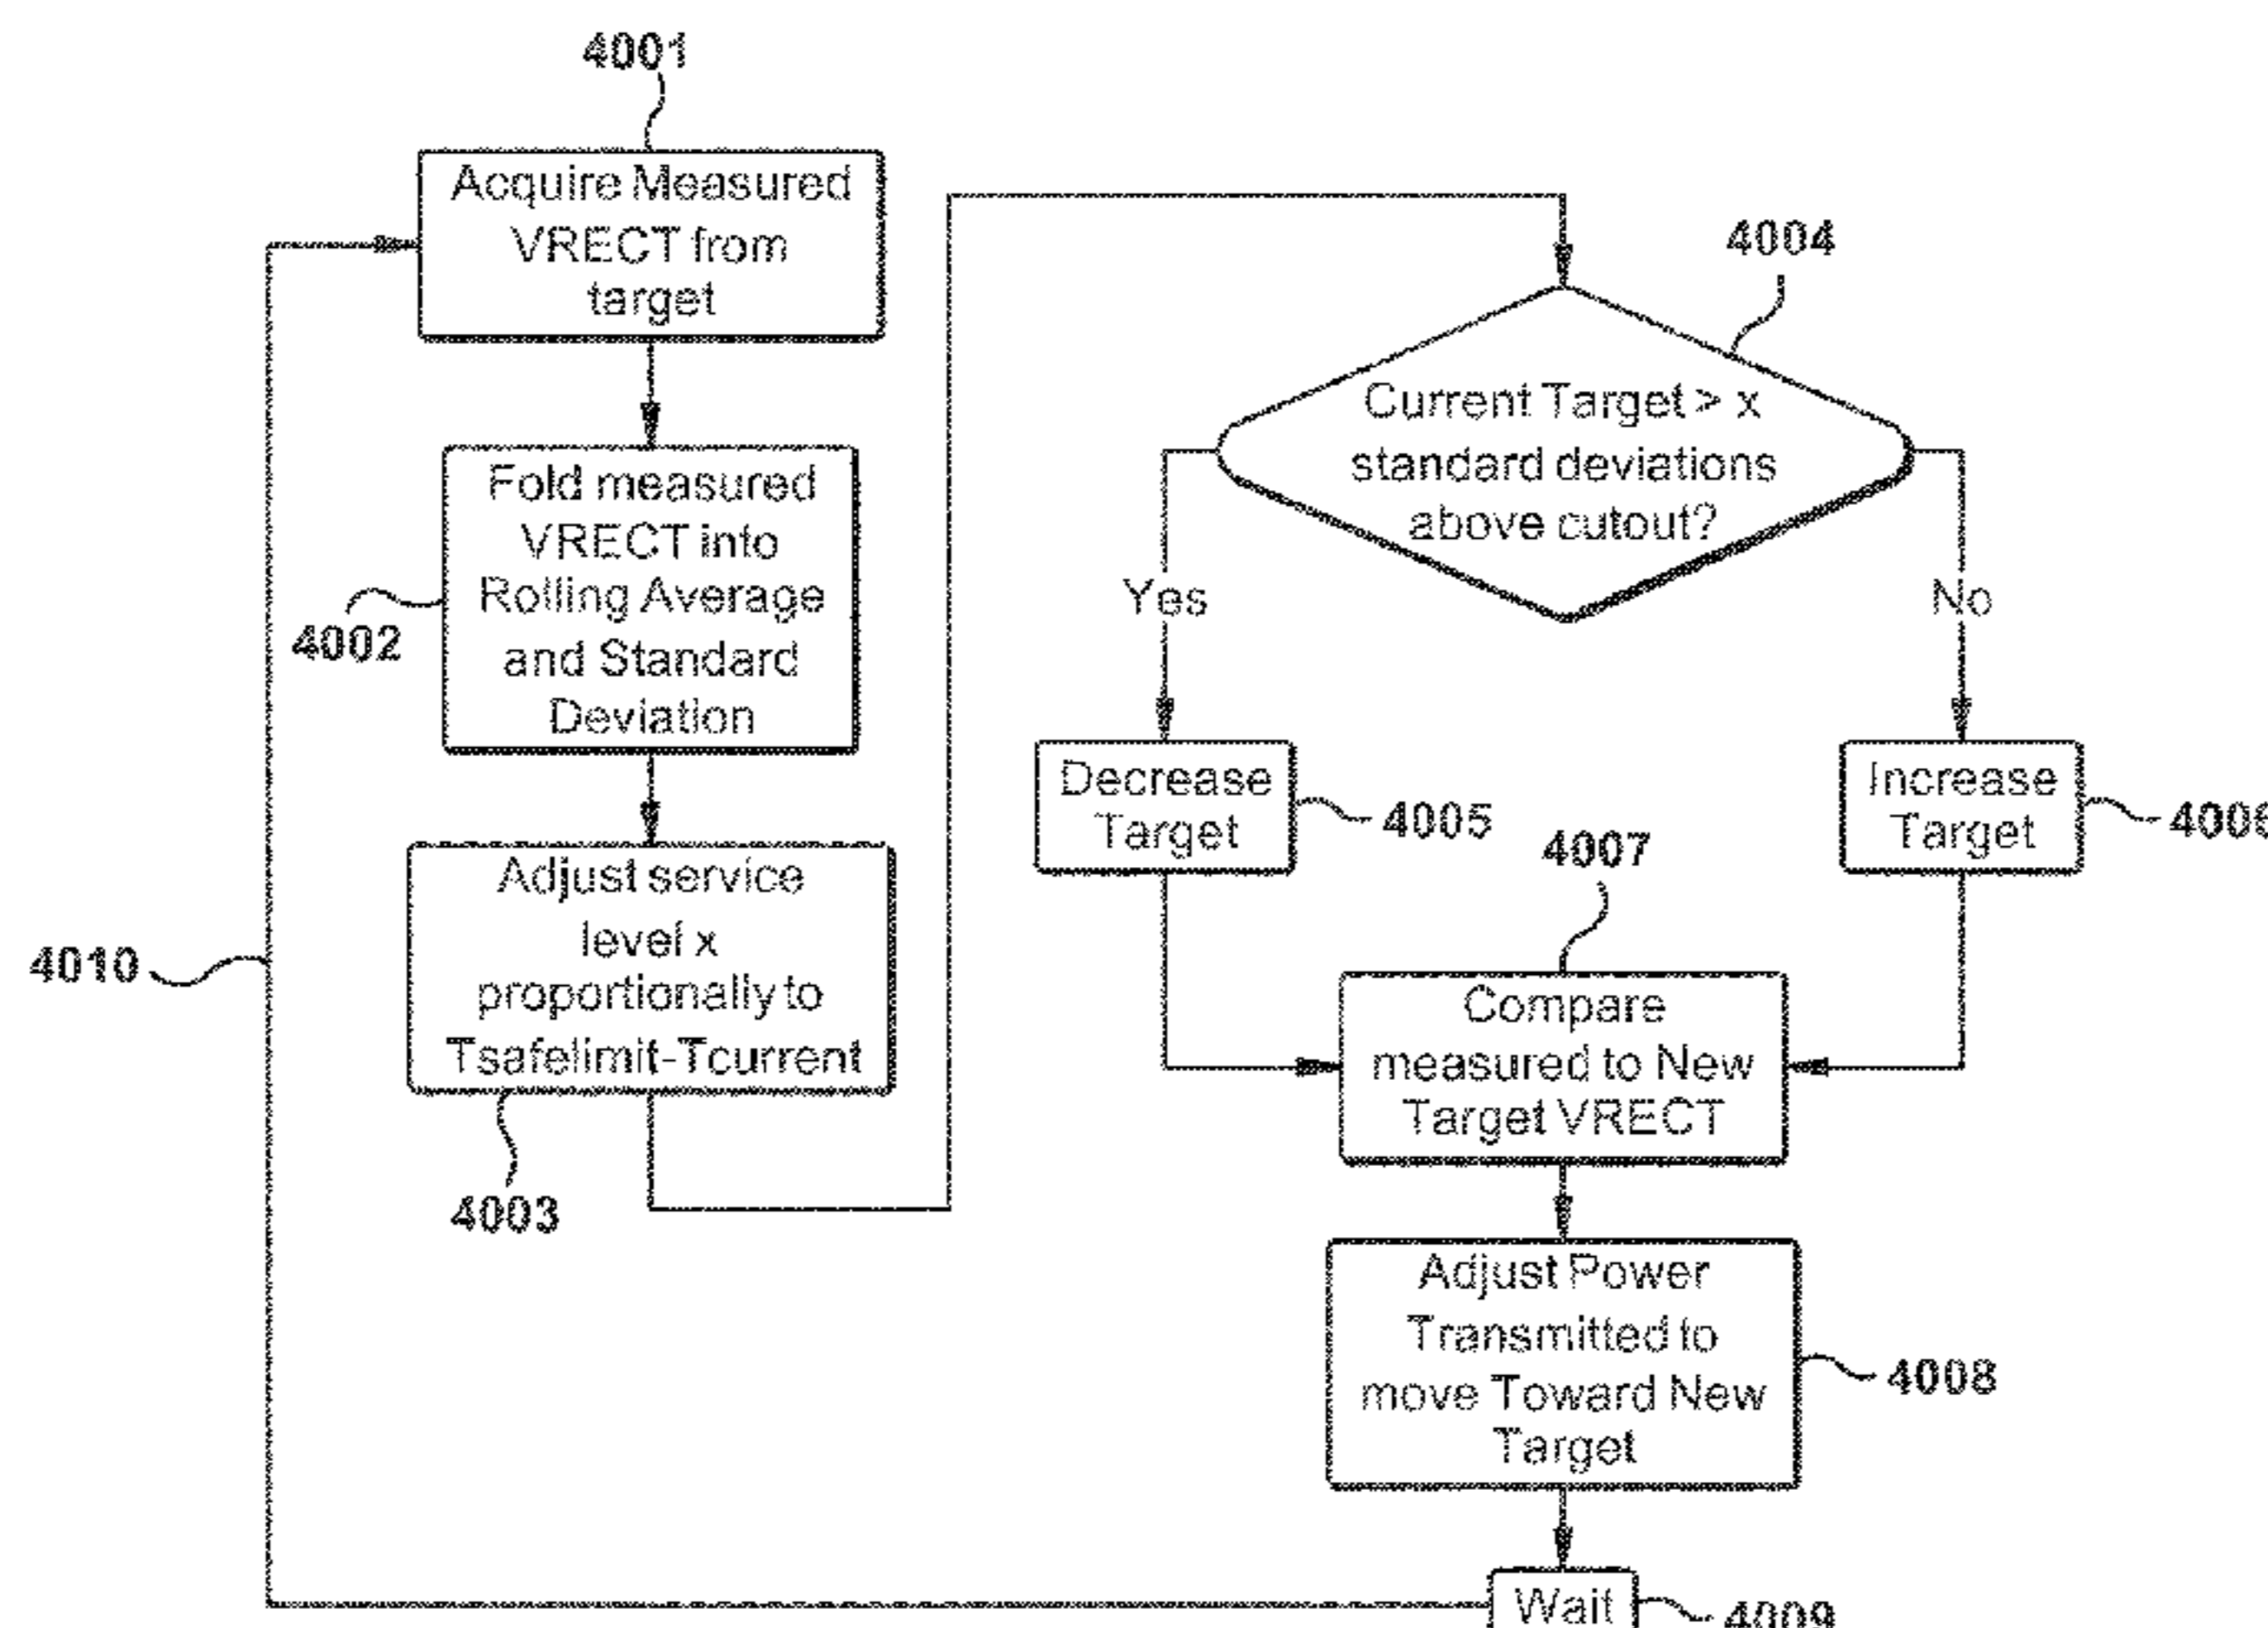 4001
Acquire Measured
VRECT from
target
Fold measured
VRECT into
Rolling Average
and Standard
Deviation
4002
Adjust service
level x
proportionally to
Tsafelimit-Tcurrent
4003
4010
4004
Current Target > x
standard deviations
above cutout?
Yes
No
Decrease
Target
4005
Increase
Target
4006
4007
Compare
measured to New
Target VRECT
Adjust Power
Transmitted to
move Toward New
Target
4008
Wait
4009